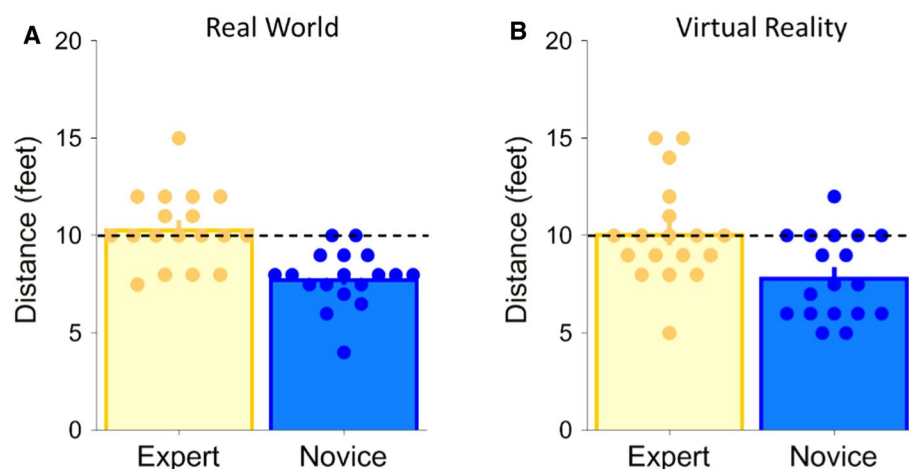 A
Real World
Distance (feet)
20
15
10
5
0
Expert
Novice
B
Virtual Reality
Distance (feet)
20
15
10
5
0
Expert
Novice